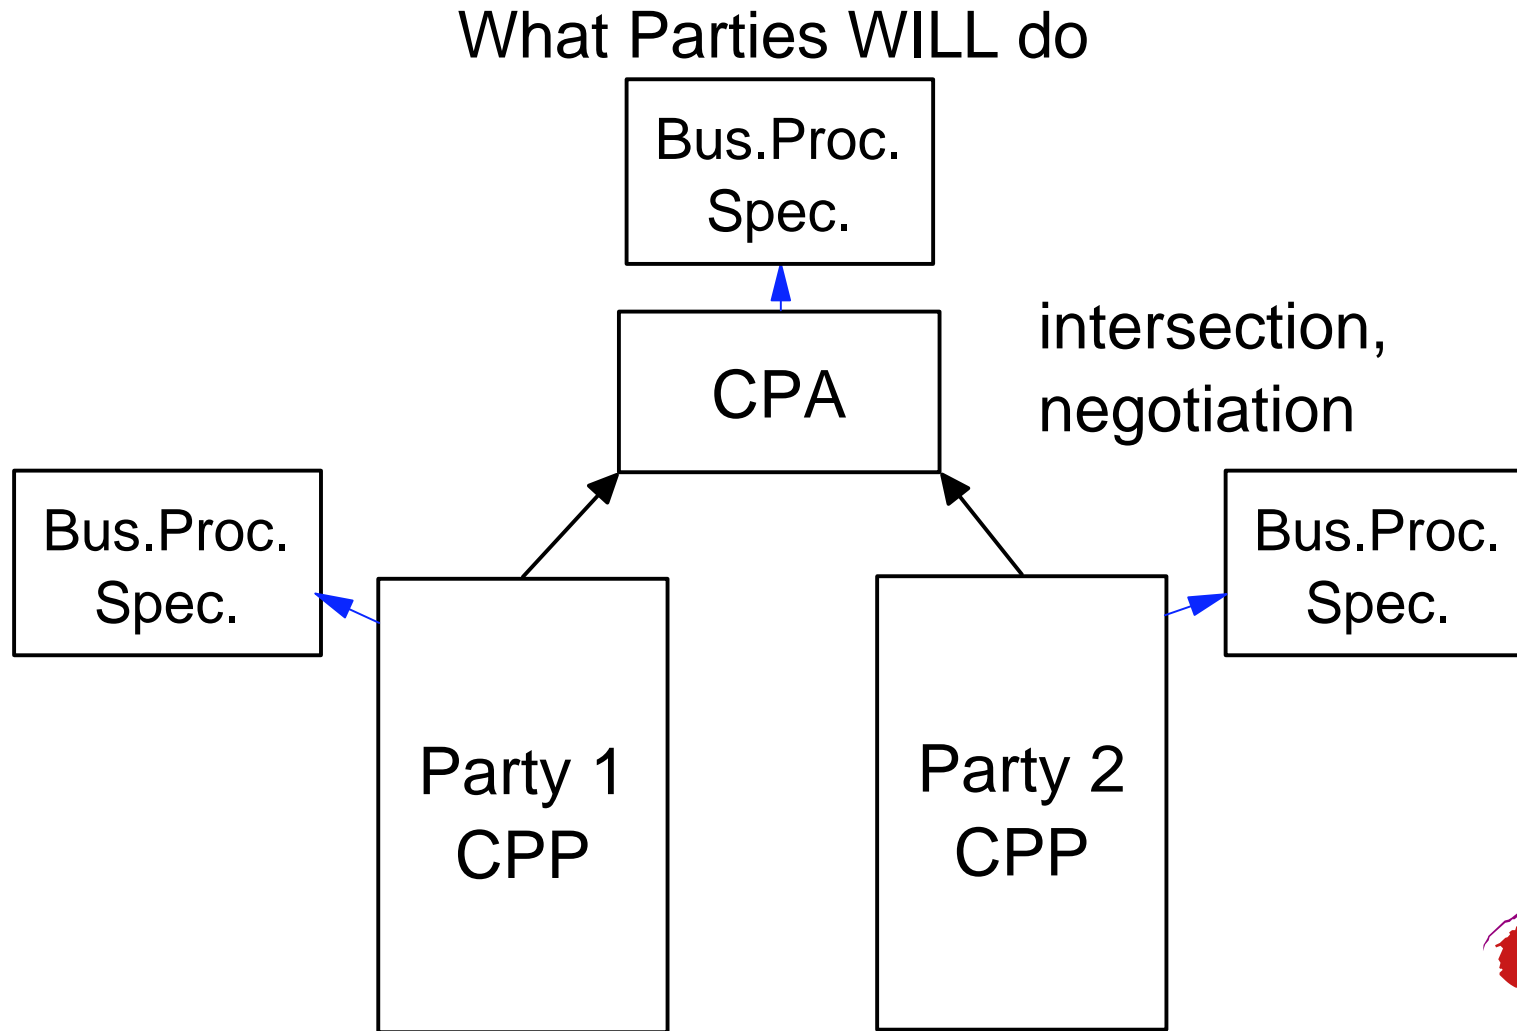 What Parties WILL do
Bus.Proc.
Spec.
CPA
intersection,
negotiation
Bus.Proc.
Spec.
Bus.Proc.
Spec.
Party 1
CPP
Party 2
CPP